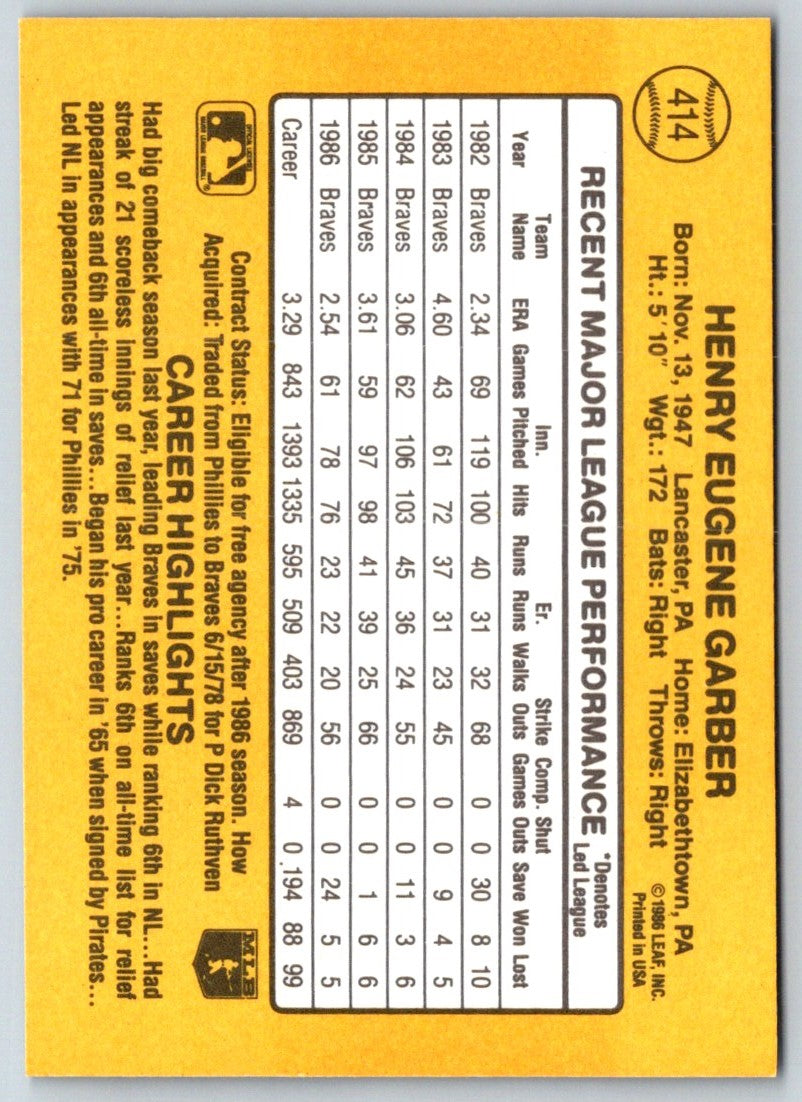 414
HENRY EUGENE GARBER
Born: Nov. 13, 1947 Lancaster, PA Home: Elizabethtown, PA
Ht.: 5'10" Wgt.: 172 Bats: Right Throws: Right
©1986 LEAF, INC.
Printed in USA
RECENT MAJOR LEAGUE PERFORMANCE *Denotes
Led League
Team Inn. Er. Strike Comp. Shut
Year Name ERA Games Pitched Hits Runs Runs Walks Outs Games Outs Save Won Lost
1982 Braves 2.34 69 119 100 40 31 32 68 0 0 30 8 10
1983 Braves 4.60 43 61 72 37 31 23 45 0 0 9 4 5
1984 Braves 3.06 62 106 103 45 36 24 55 0 0 11 3 6
1985 Braves 3.61 59 97 98 41 39 25 66 0 0 1 6 6
1986 Braves 2.54 61 78 76 23 22 20 56 0 0 24 5 5
Career 3.29 843 1393 1335 595 509 403 869 4 0 .194 88 99
OFFICIAL LICENSEE
MAJOR LEAGUE BASEBALL ®
Contract Status: Eligible for free agency after 1986 season. How
Acquired: Traded from Phillies to Braves 6/15/78 for P Dick Ruthven
MLB
CAREER HIGHLIGHTS
Had big comeback season last year, leading Braves in saves while ranking 6th in NL...Had
streak of 21 scoreless innings of relief last year...Ranks 6th on all-time list for relief
appearances and 6th all-time in saves...Began his pro career in '65 when signed by Pirates...
Led NL in appearances with 71 for Phillies in '75.